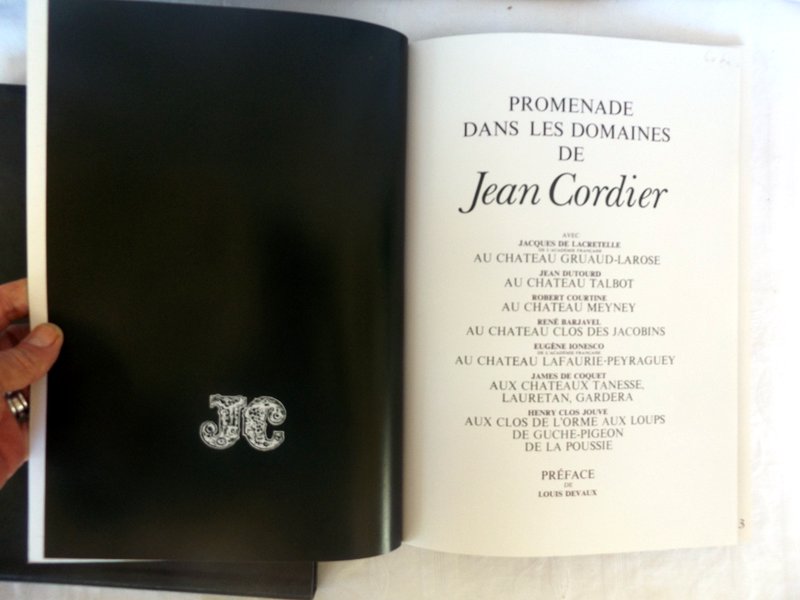 JC
PROMENADE
DANS LES DOMAINES
DE
Jean Cordier
AVEC
JACQUES DE LACRETELLE
DE L'ACADÉMIE FRANÇAISE
AU CHATEAU GRUAUD-LAROSE
JEAN DUTOURD
AU CHATEAU TALBOT
ROBERT COURTINE
AU CHATEAU MEYNEY
RENÉ BARJAVEL
AU CHATEAU CLOS DES JACOBINS
EUGÈNE IONESCO
DE L'ACADÉMIE FRANÇAISE
AU CHATEAU LAFAURIE-PEYRAGUEY
JAMES DE COQUET
AUX CHATEAUX TANESSE,
LAURETAN, GARDERA
HENRY CLOS JOUVE
AUX CLOS DE L'ORME AUX LOUPS
DE GUCHE-PIGEON
DE LA POUSSIE
PRÉFACE
DE
LOUIS DEVAUX
3